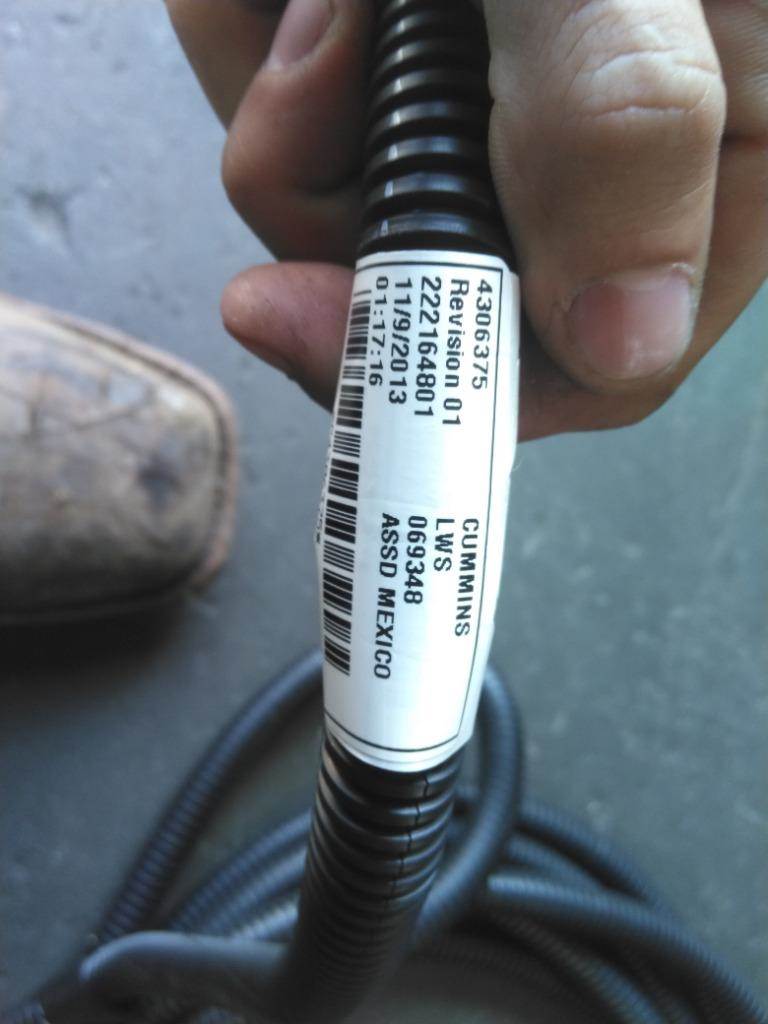 4306375
Revision 01
222164801
11/9/2013
01:17:16
CUMMINS
LWS
069348
ASSD MEXICO